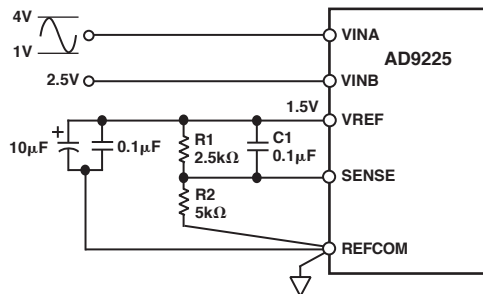 4V
1V
VINA
AD9225
2.5V
VINB
1.5V
VREF
10µF
+
0.1µF
R1
2.5kΩ
C1
0.1µF
SENSE
R2
5kΩ
REFCOM